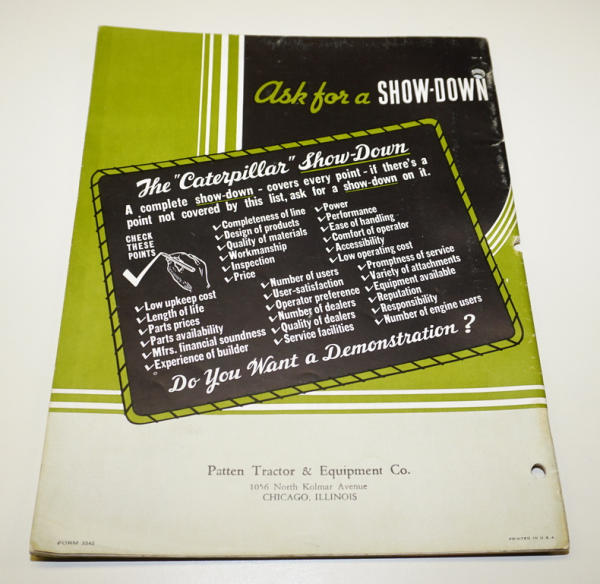 Ask for a SHOW-DOWN
The "Caterpillar" Show-Down
A complete show-down - covers every point - if there's a
point not covered by this list, ask for a show-down on it.
CHECK
THESE
POINTS
Completeness of line
Design of products
Quality of materials
Workmanship
Inspection
Price
Power
Performance
Ease of handling
Comfort of operator
Accessibility
Low operating cost
Low upkeep cost
Length of life
Parts prices
Parts availability
Mfrs. financial soundness
Experience of builder
Number of users
User-satisfaction
Operator preference
Number of dealers
Quality of dealers
Service facilities
Promptness of service
Variety of attachments
Equipment available
Reputation
Responsibility
Number of engine users
Do You Want a Demonstration?
Patten Tractor & Equipment Co.
1056 North Kolmar Avenue
CHICAGO, ILLINOIS
FORM 3342
PRINTED IN U.S.A.